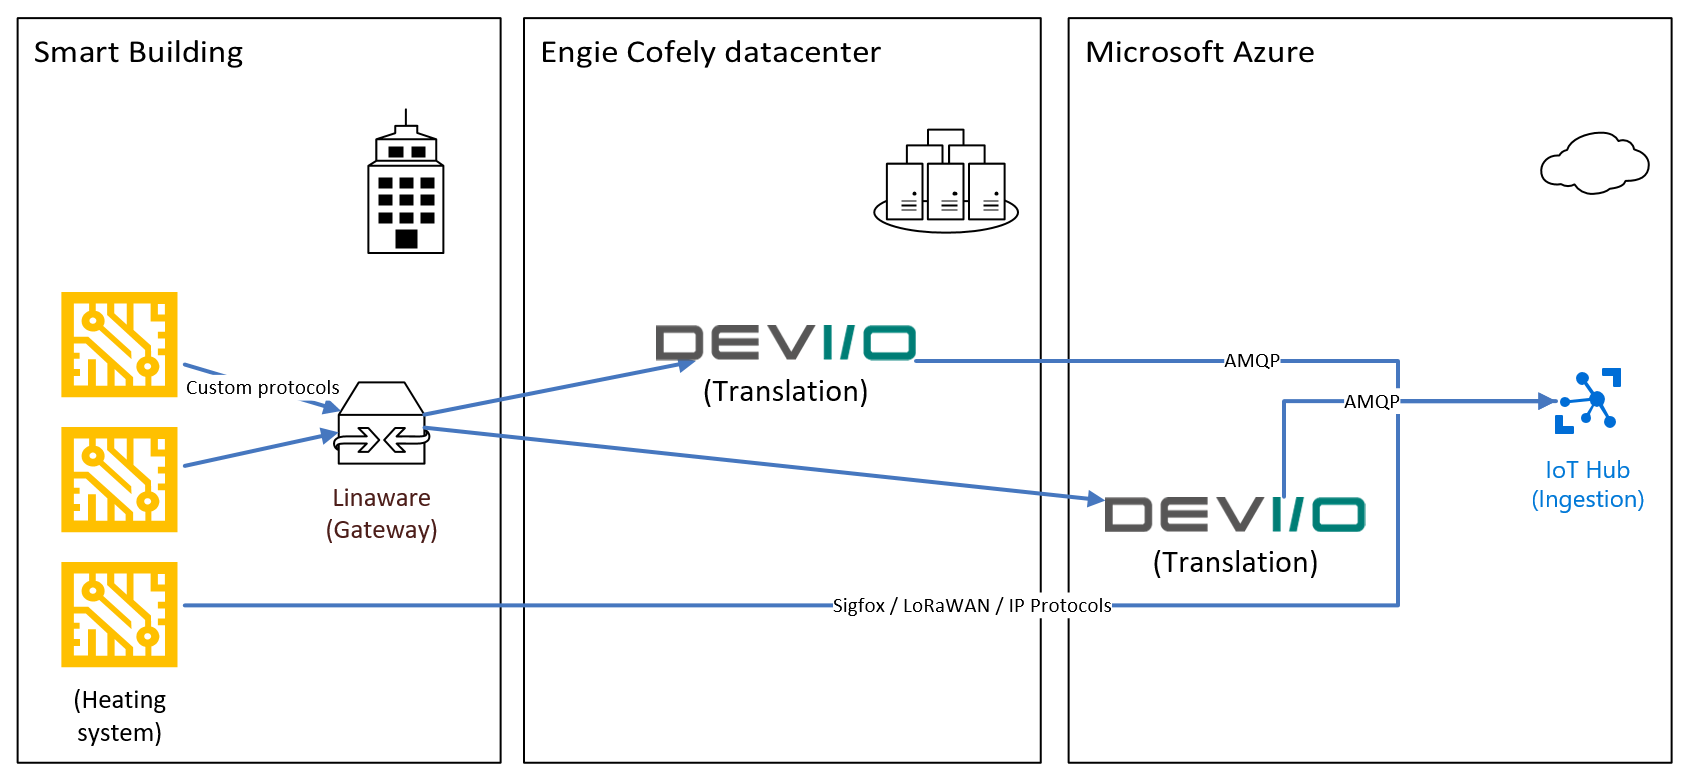 Smart Building
Engie Cofely datacenter
Microsoft Azure
Custom protocols
Linaware
(Gateway)
(Heating
system)
DEVI/O
(Translation)
AMQP
AMQP
DEVI/O
(Translation)
Sigfox / LoRaWAN / IP Protocols
IoT Hub
(Ingestion)